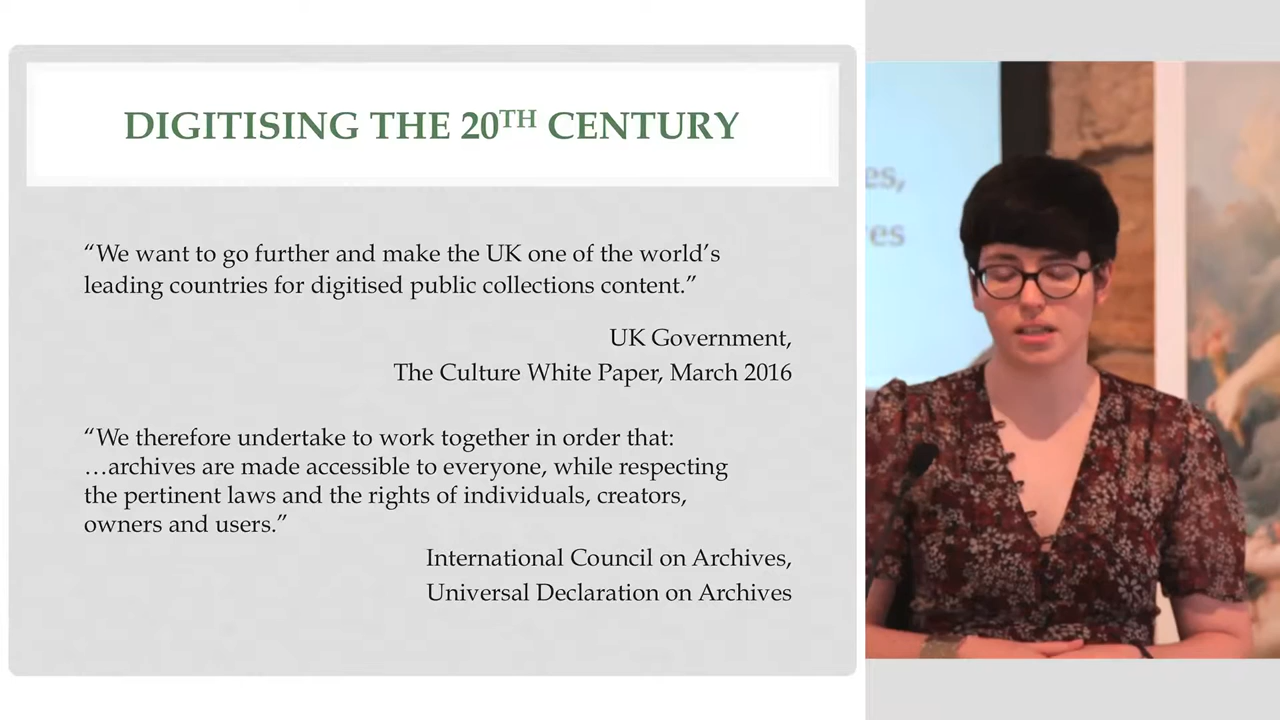 DIGITISING THE 20TH CENTURY
“We want to go further and make the UK one of the world’s
leading countries for digitised public collections content.”
UK Government,
The Culture White Paper, March 2016
“We therefore undertake to work together in order that:
…archives are made accessible to everyone, while respecting
the pertinent laws and the rights of individuals, creators,
owners and users.”
International Council on Archives,
Universal Declaration on Archives